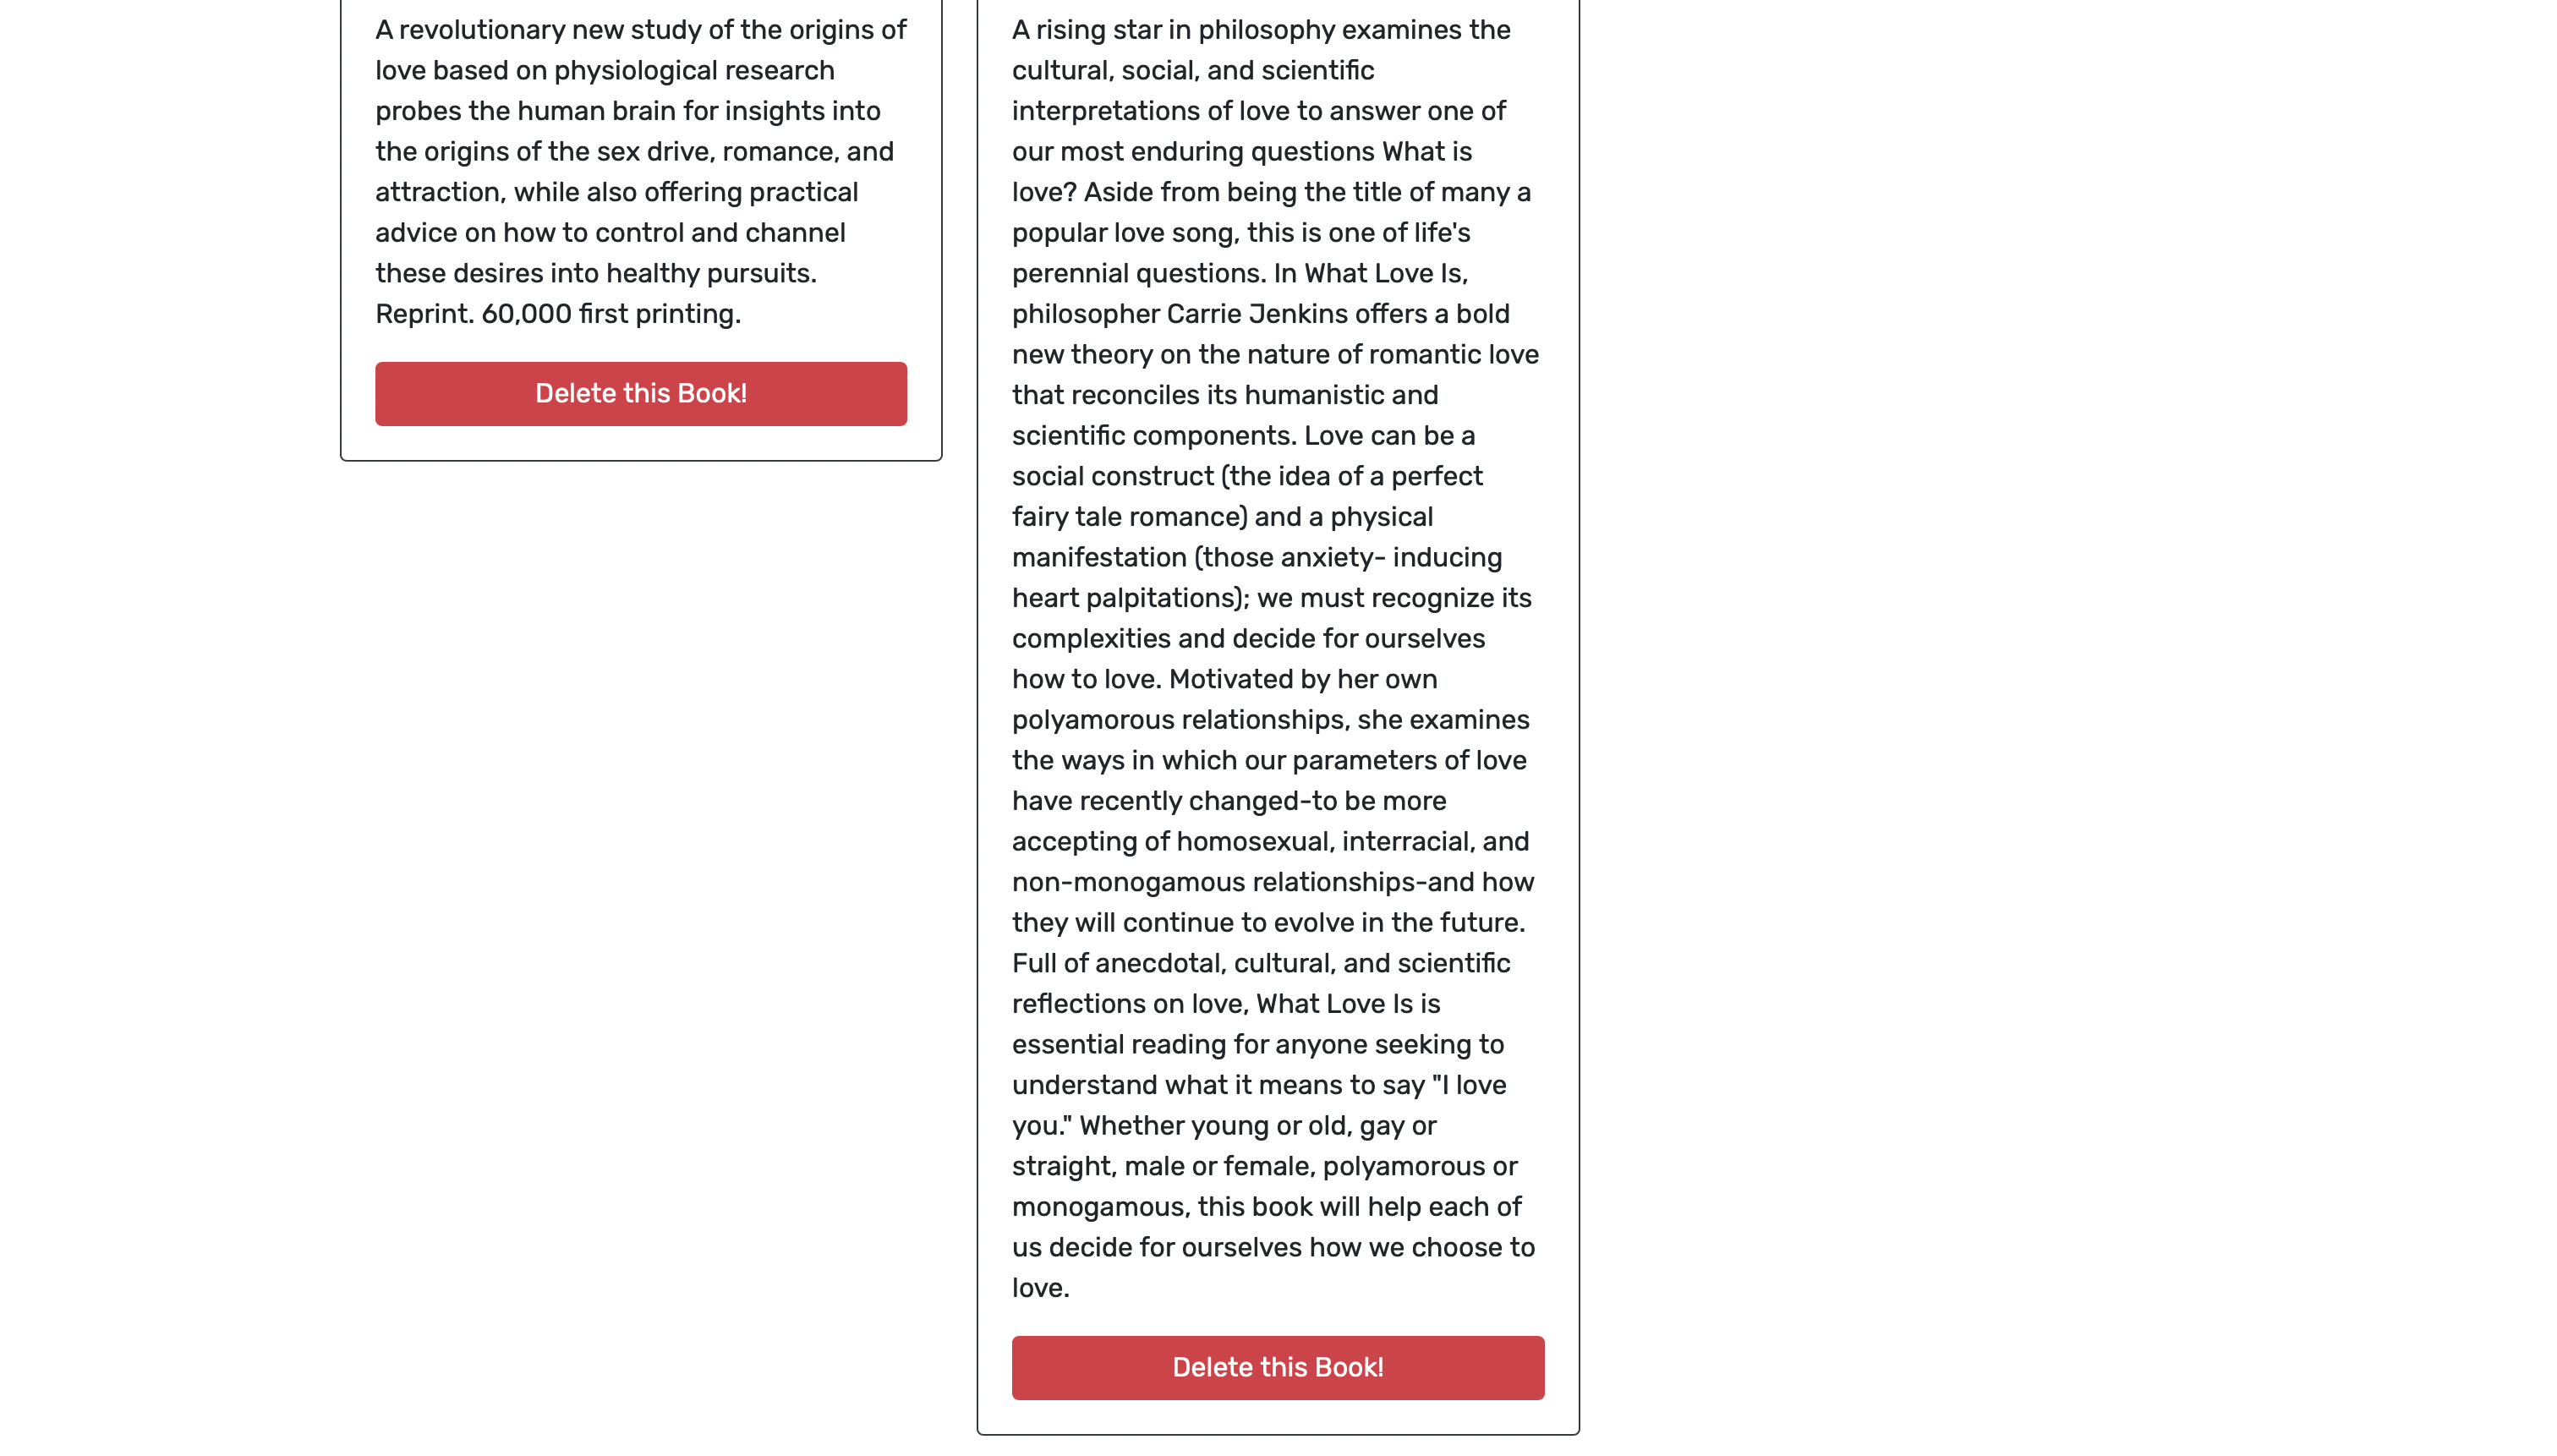 A revolutionary new study of the origins of
love based on physiological research
probes the human brain for insights into
the origins of the sex drive, romance, and
attraction, while also offering practical
advice on how to control and channel
these desires into healthy pursuits.
Reprint. 60,000 first printing.
Delete this Book!
A rising star in philosophy examines the
cultural, social, and scientific
interpretations of love to answer one of
our most enduring questions What is
love? Aside from being the title of many a
popular love song, this is one of life's
perennial questions. In What Love Is,
philosopher Carrie Jenkins offers a bold
new theory on the nature of romantic love
that reconciles its humanistic and
scientific components. Love can be a
social construct (the idea of a perfect
fairy tale romance) and a physical
manifestation (those anxiety- inducing
heart palpitations); we must recognize its
complexities and decide for ourselves
how to love. Motivated by her own
polyamorous relationships, she examines
the ways in which our parameters of love
have recently changed-to be more
accepting of homosexual, interracial, and
non-monogamous relationships-and how
they will continue to evolve in the future.
Full of anecdotal, cultural, and scientific
reflections on love, What Love Is is
essential reading for anyone seeking to
understand what it means to say "I love
you." Whether young or old, gay or
straight, male or female, polyamorous or
monogamous, this book will help each of
us decide for ourselves how we choose to
love.
Delete this Book!